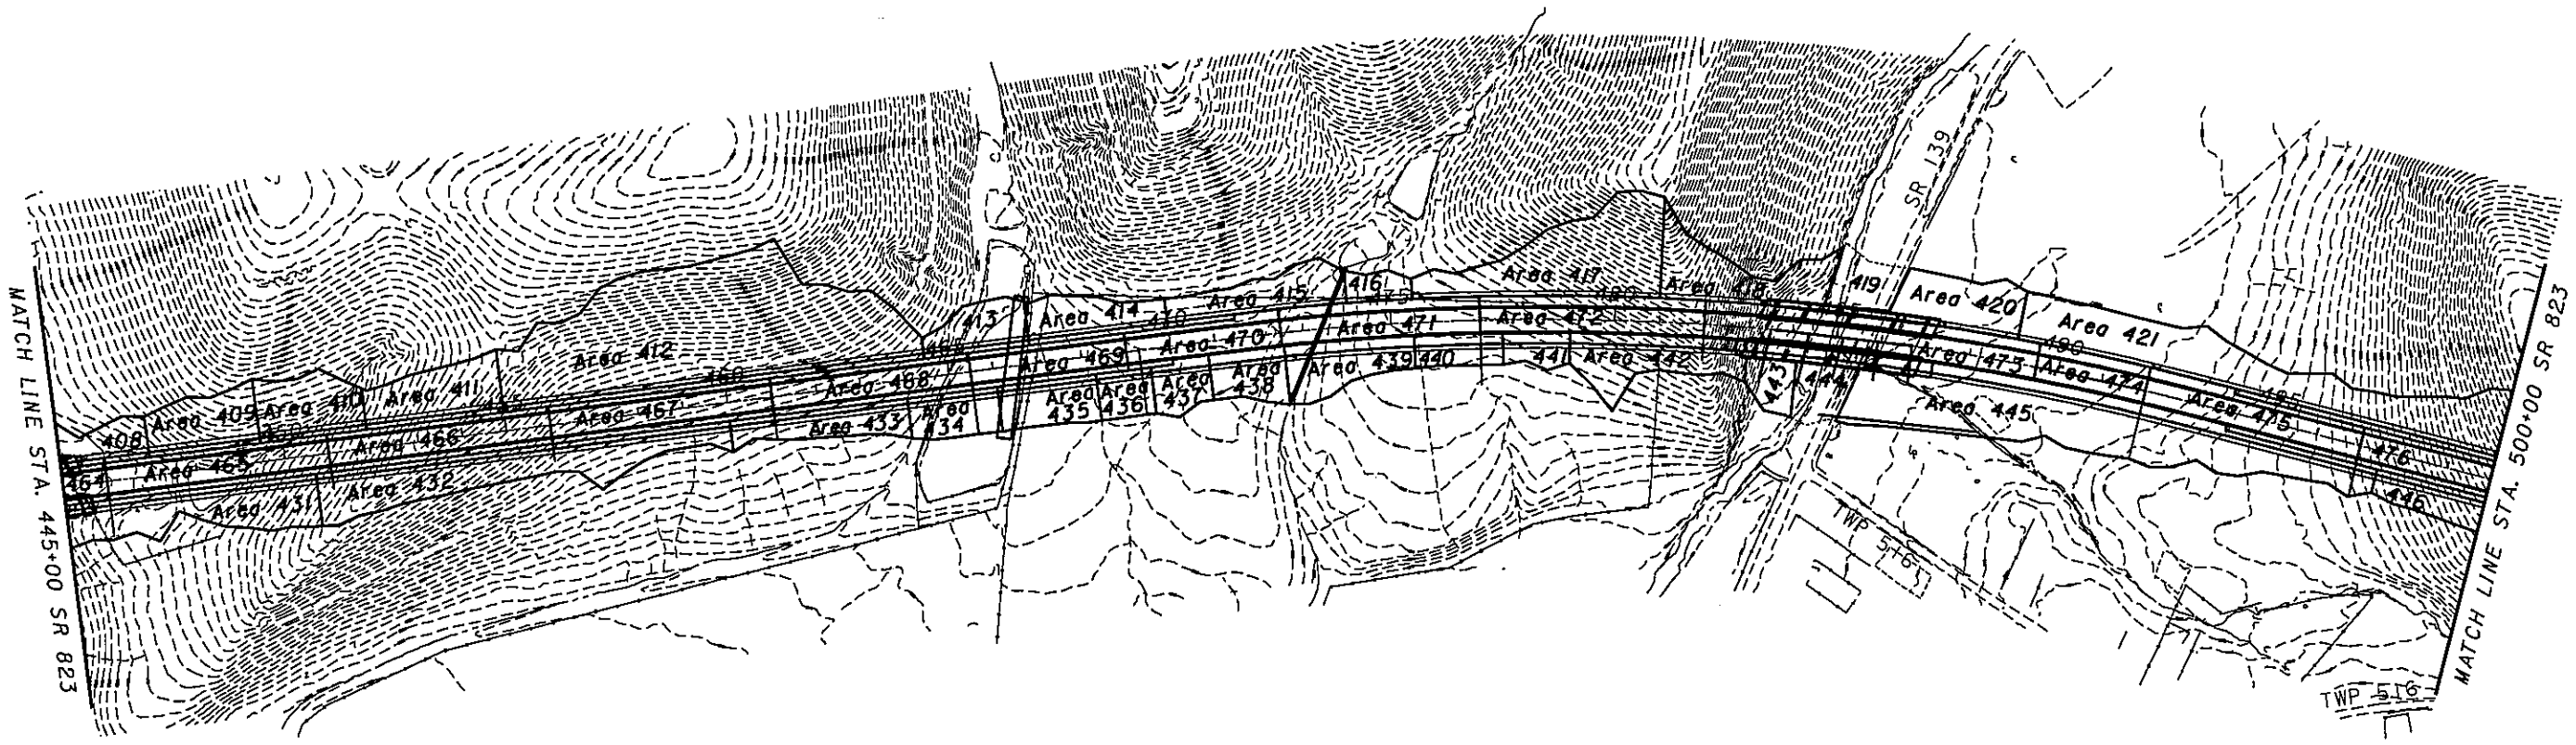 MATCH LINE STA. 445+00 SR 823
408
Area 409
Area 410
Area 411
Area 412
413
Area 414
Area 415
416
Area 417
Area 418
419
Area 420
Area 421
SR 139
460
465
470
475
480
490
495
464
Area 465
Area 466
Area 467
Area 468
Area 469
Area 470
Area 471
Area 472
Area 473
Area 474
Area 475
476
Area 431
Area 432
Area 433
Area
434
Area
435
Area
436
Area
437
Area
438
Area 439
440
441
Area 442
443
444
Area 445
446
TWP 516
TWP 516
MATCH LINE STA. 500+00 SR 823